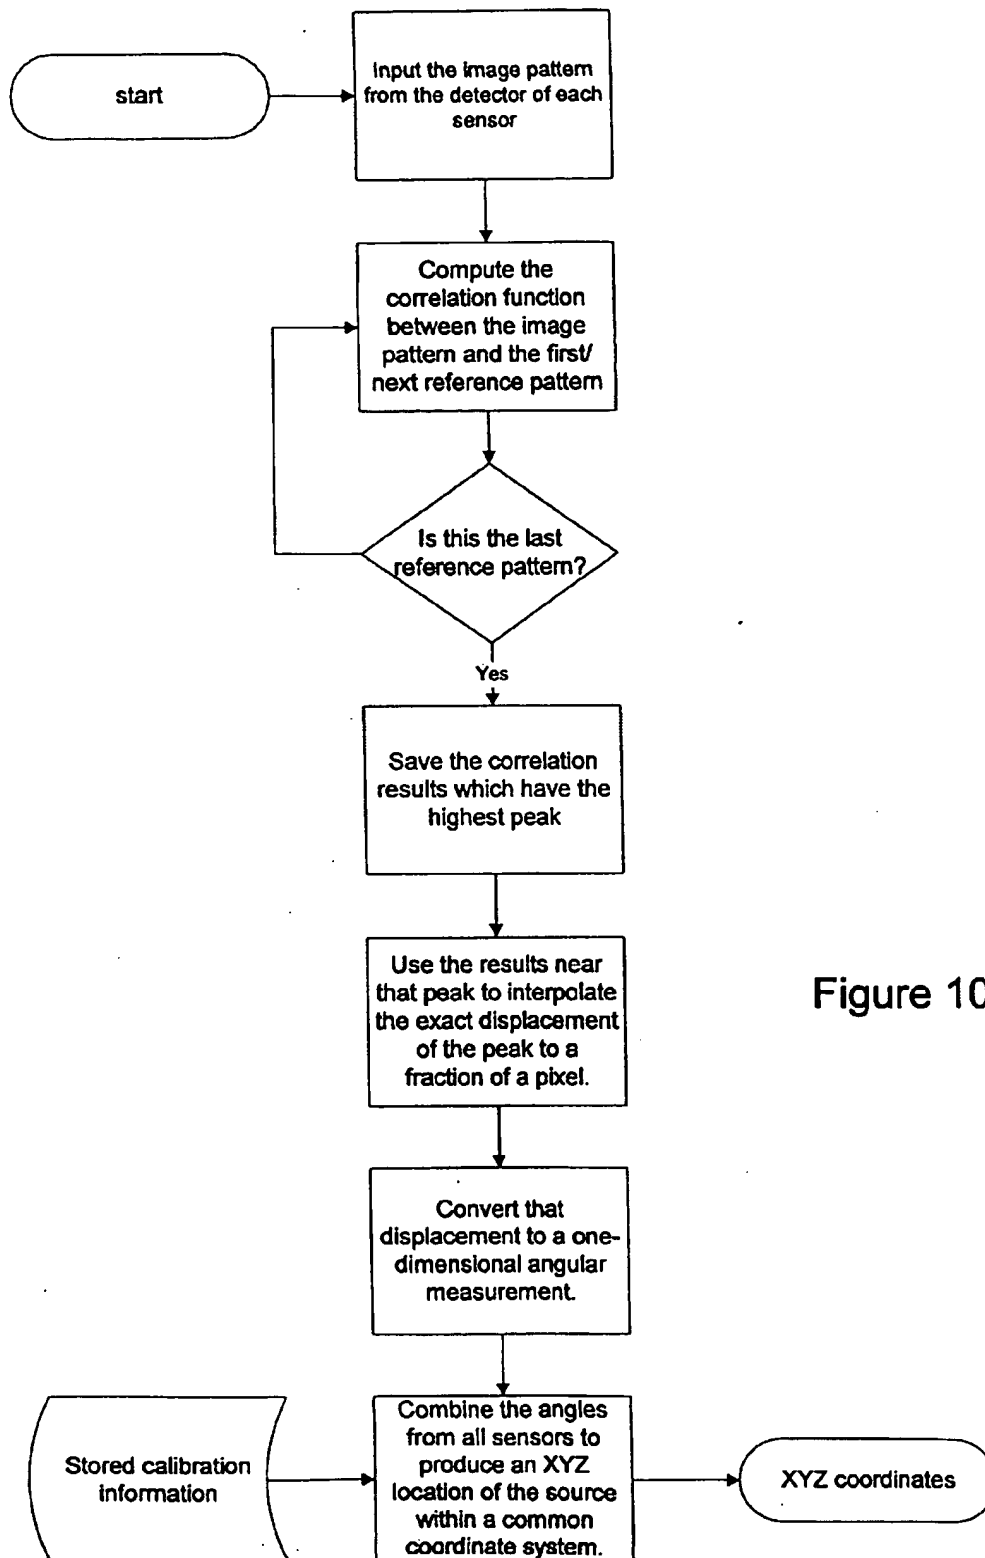 start
Input the image pattern
from the detector of each
sensor
Compute the
correlation function
between the image
pattern and the first/
next reference pattern
Is this the last
reference pattern?
Yes
Save the correlation
results which have the
highest peak
Use the results near
that peak to interpolate
the exact displacement
of the peak to a
fraction of a pixel.
Figure 10
Convert that
displacement to a one-
dimensional angular
measurement.
Stored calibration
information
Combine the angles
from all sensors to
produce an XYZ
location of the source
within a common
coordinate system.
XYZ coordinates